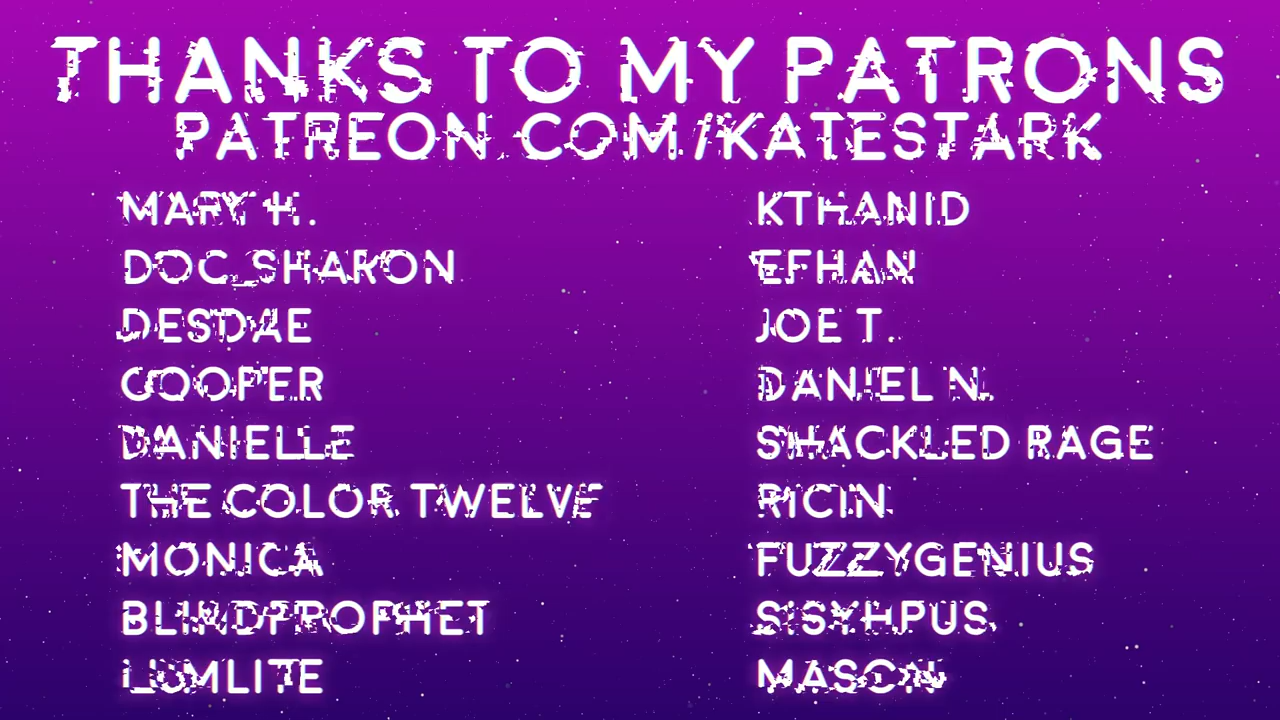 THANKS TO MY PATRONS
PATREON.COM/KATESTARK
MARY H.
DOC_SHARON
DESDAE
COOPER
DANIELLE
THE COLOR TWELVE
MONICA
BLINDPROPHET
LUMLITE
KTHANID
EFHAN
JOE T.
DANIEL N.
SHACKLED RAGE
RICIN
FUZZYGENIUS
SISYHPUS
MASON